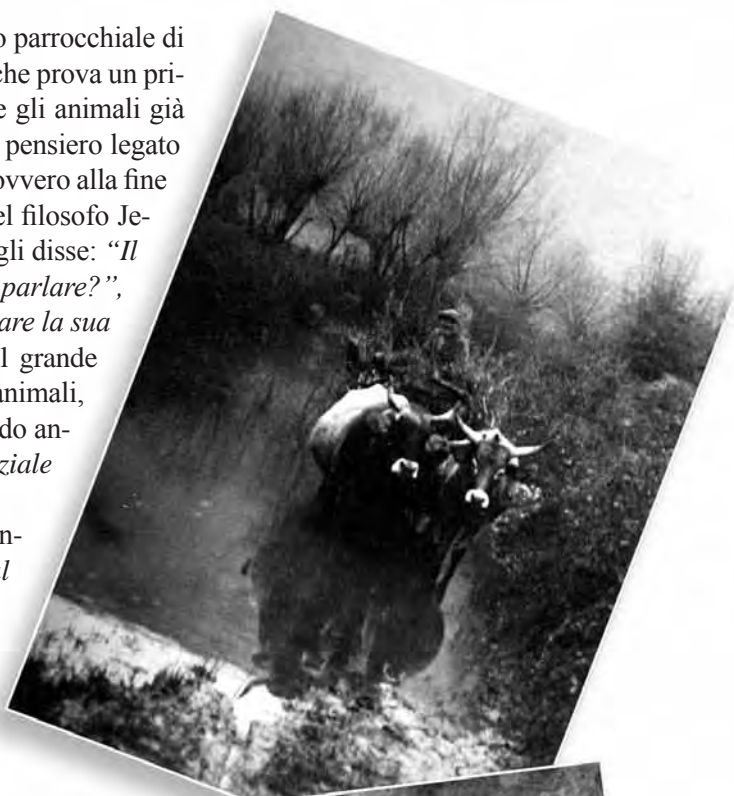 o parrocchiale di
che prova un pri-
e gli animali già
pensiero legato
ovvero alla fine
el filosofo Je-
gli disse: “Il
parlare?”,
are la sua
l grande
animali,
do an-
ziale
n-
al